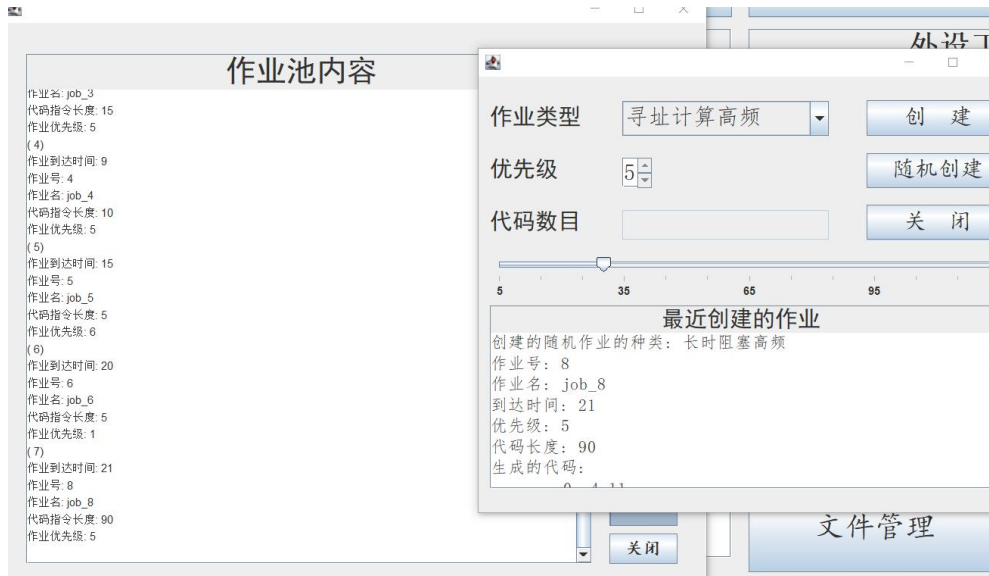 作业池内容
作业名: job_3
代码指令长度: 15
作业优先级: 5
( 4)
作业到达时间: 9
作业号: 4
作业名: job_4
代码指令长度: 10
作业优先级: 5
( 5)
作业到达时间: 15
作业号: 5
作业名: job_5
代码指令长度: 5
作业优先级: 6
( 6)
作业到达时间: 20
作业号: 6
作业名: job_6
代码指令长度: 5
作业优先级: 1
( 7)
作业到达时间: 21
作业号: 8
作业名: job_8
代码指令长度: 90
作业优先级: 5
关闭
外设
作业类型 寻址计算高频 创 建
优先级 5 随机创建
代码数目 关 闭
5 35 65 95
最近创建的作业
创建的随机作业的种类: 长时阻塞高频
作业号: 8
作业名: job_8
到达时间: 21
优先级: 5
代码长度: 90
生成的代码:
文件管理